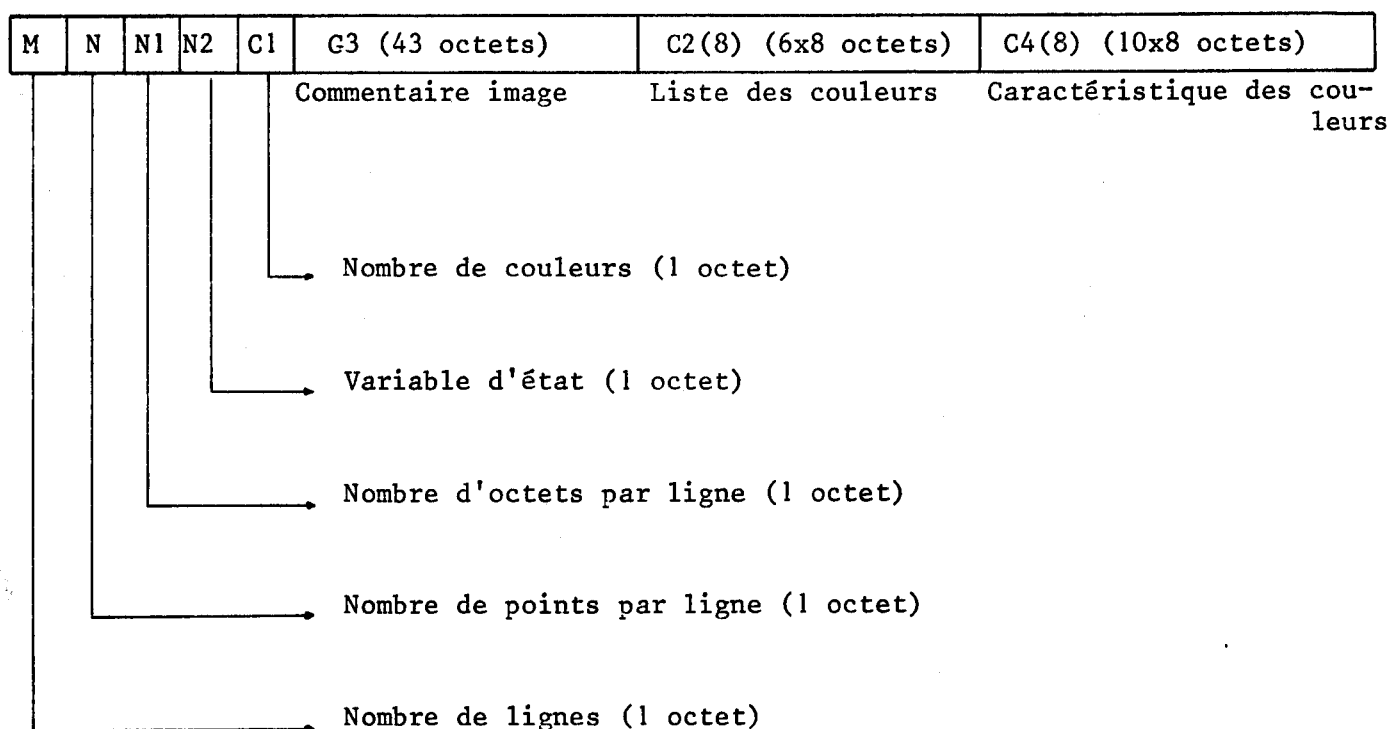 M N N1 N2 C1 G3 (43 octets) C2(8) (6x8 octets) C4(8) (10x8 octets)
Commentaire image Liste des couleurs Caractéristique des cou-
leurs
Nombre de couleurs (1 octet)
Variable d'état (1 octet)
Nombre d'octets par ligne (1 octet)
Nombre de points par ligne (1 octet)
Nombre de lignes (1 octet)